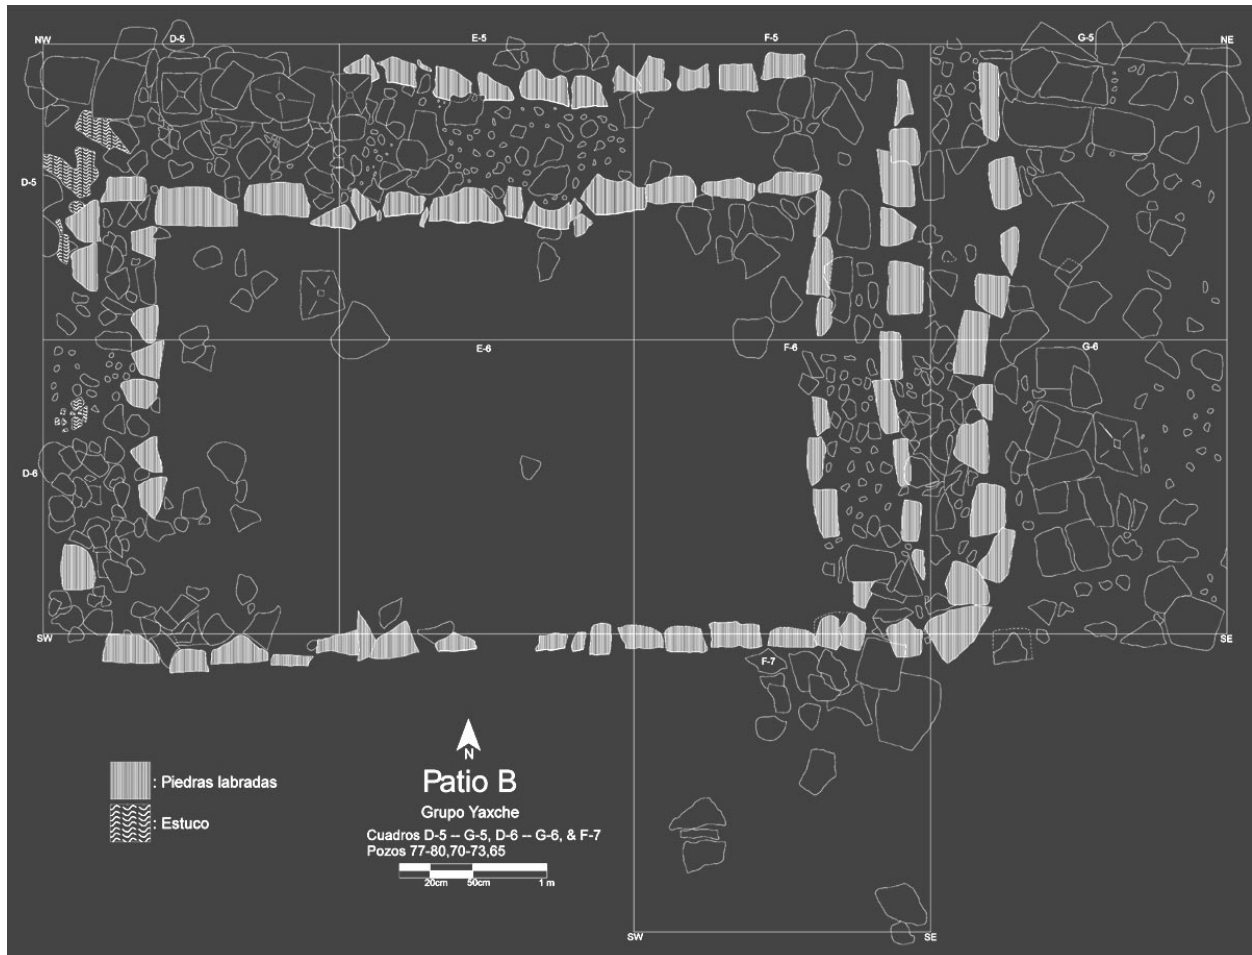 D-5
E-5
F-5
G-5
NW
NE
D-5
E-6
F-6
G-6
D-6
SW
SE
F-7
N
Patio B
Grupo Yaxche
Cuadros D-5 -- G-5, D-6 -- G-6, & F-7
Pozos 77-80,70-73,65
20cm 50cm 1 m
: Piedras labradas
: Estuco
SW
SE